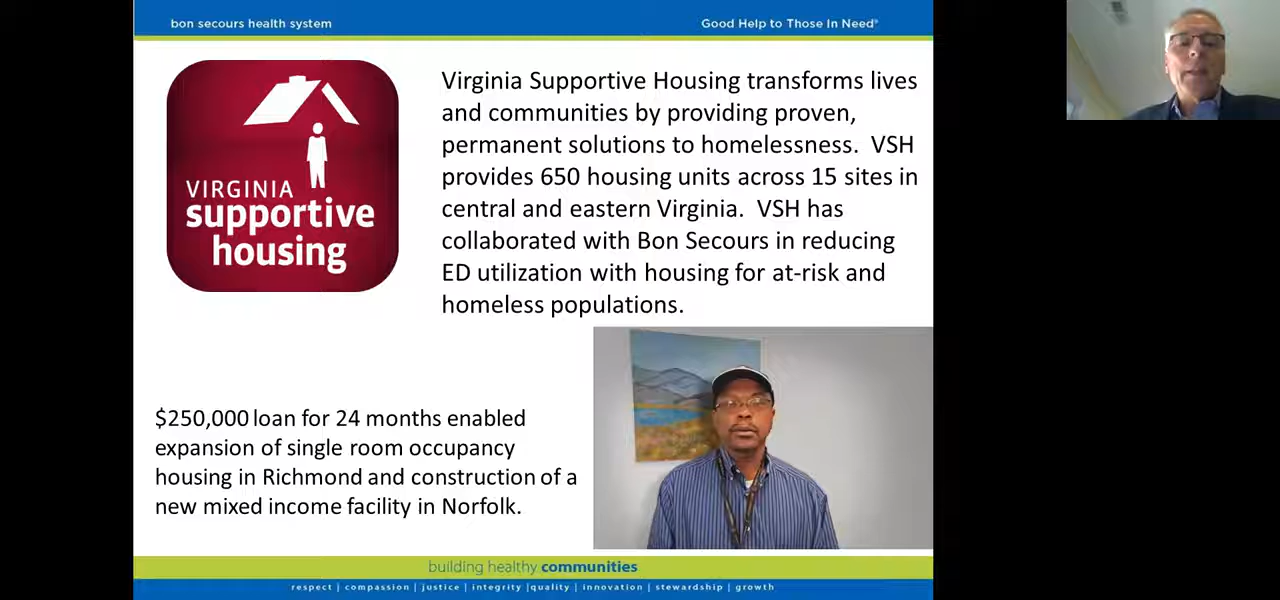 bon secours health system
Good Help to Those In Need®
VIRGINIA
supportive
housing
Virginia Supportive Housing transforms lives
and communities by providing proven,
permanent solutions to homelessness.  VSH
provides 650 housing units across 15 sites in
central and eastern Virginia.  VSH has
collaborated with Bon Secours in reducing
ED utilization with housing for at-risk and
homeless populations.
$250,000 loan for 24 months enabled
expansion of single room occupancy
housing in Richmond and construction of a
new mixed income facility in Norfolk.
building healthy communities
respect | compassion | justice | integrity |quality | innovation | stewardship | growth